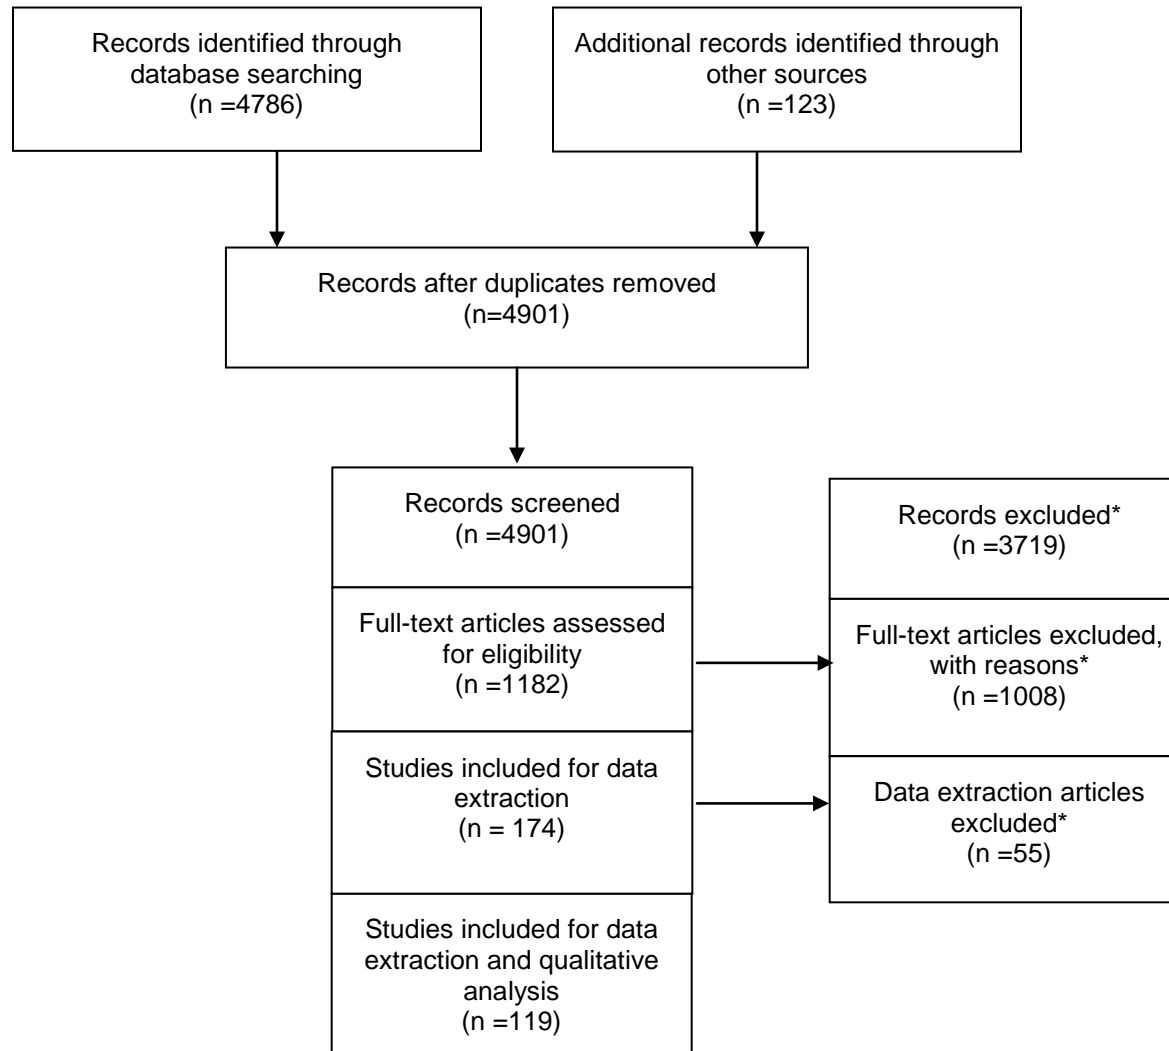 Records identified through
database searching
(n =4786)
Additional records identified through
other sources
(n =123)
Records after duplicates removed
(n=4901)
Records screened
(n =4901)
Records excluded*
(n =3719)
Full-text articles assessed
for eligibility
(n =1182)
Full-text articles excluded,
with reasons*
(n =1008)
Studies included for data
extraction
(n = 174)
Data extraction articles
excluded*
(n =55)
Studies included for data
extraction and qualitative
analysis
(n =119)